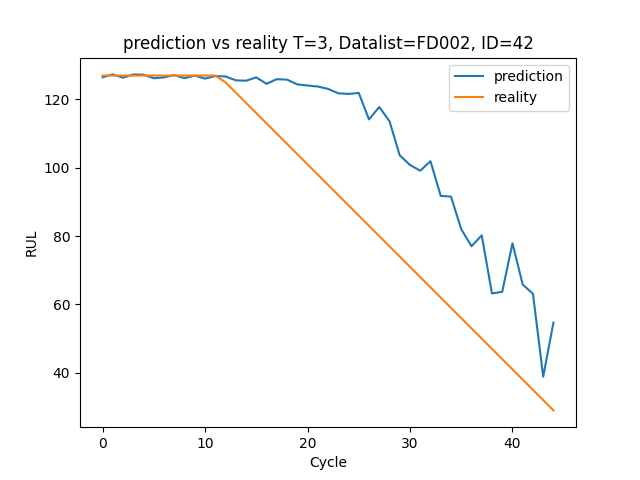 prediction vs reality T=3, Datalist=FD002, ID=42
prediction
reality
RUL
120
100
80
60
40
0 10 20 30 40
Cycle